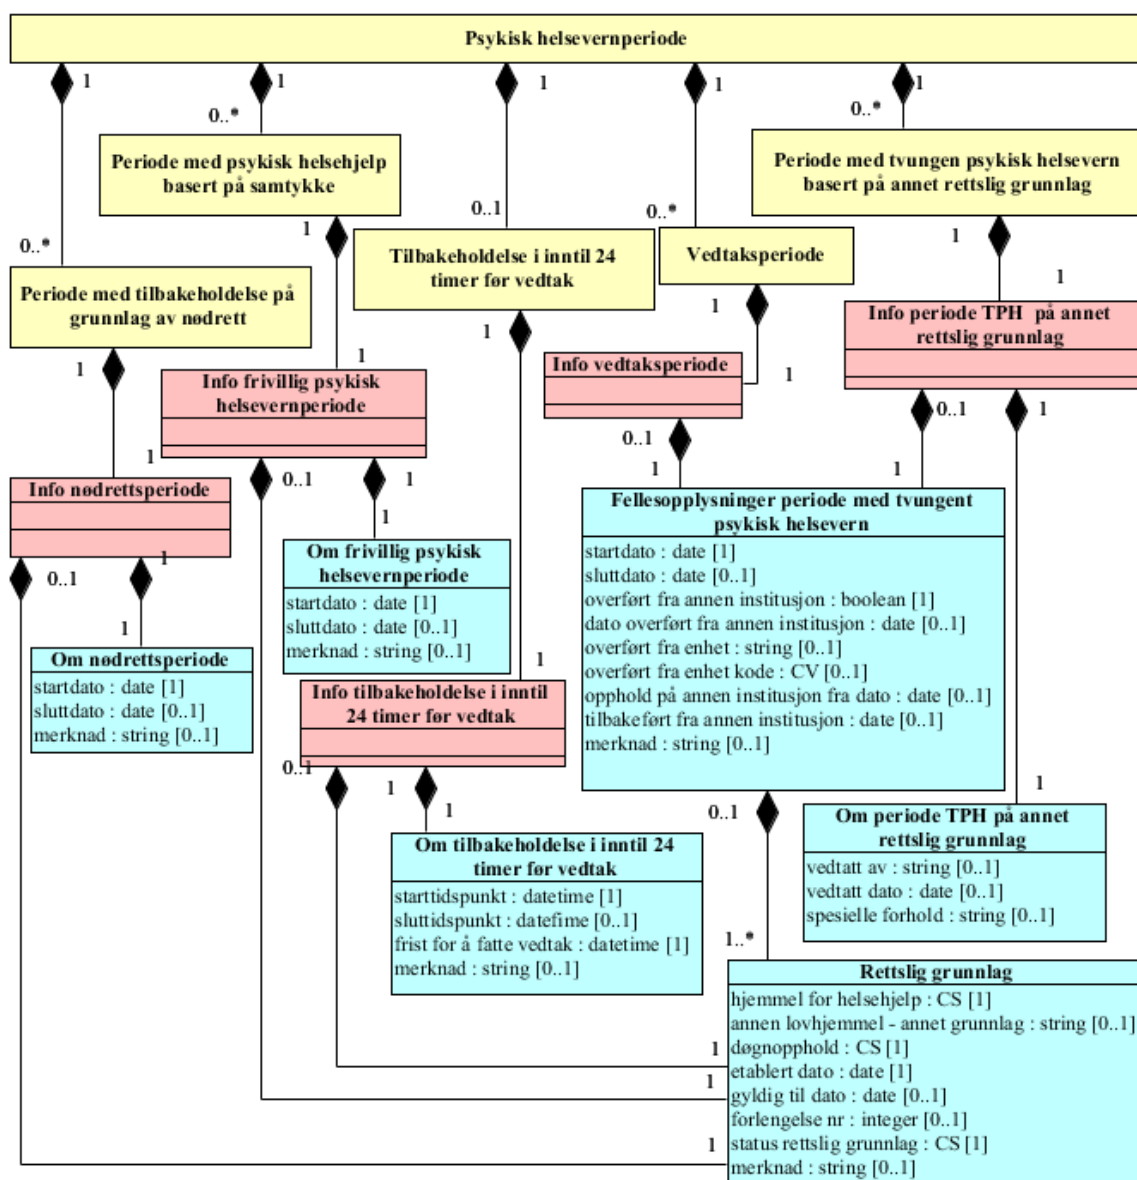 Psykisk helsevernperiode
1
1
1
1
1
0..*
0..*
Periode med psykisk helsehjelp
basert på samtykke
Periode med tvungen psykisk helsevern
basert på annet rettslig grunnlag
0..1
0..*
0..*
1
1
Tilbakeholdelse i inntil 24
timer før vedtak
Vedtaksperiode
Periode med tilbakeholdelse på
grunnlag av nødrett
1
1
1
Info periode TPH på annet
rettslig grunnlag
1
1
1
Info frivillig psykisk
helsevernperiode
Info vedtaksperiode
1
0..1
1
0..1
1
1
1
0..1
1
Info nødrettsperiode
Fellesopplysninger periode med tvungent
psykisk helsevern
startdato : date [1]
sluttdato : date [0..1]
overført fra annen institusjon : boolean [1]
dato overført fra annen institusjon : date [0..1]
overført fra enhet : string [0..1]
overført fra enhet kode : CV [0..1]
opphold på annen institusjon fra dato : date [0..1]
tilbakeført fra annen institusjon : date [0..1]
merknad : string [0..1]
1
Om frivillig psykisk
helsevernperiode
startdato : date [1]
sluttdato : date [0..1]
merknad : string [0..1]
0..1
1
1
Om nødrettsperiode
startdato : date [1]
sluttdato : date [0..1]
merknad : string [0..1]
1
Info tilbakeholdelse i inntil
24 timer før vedtak
0..1
1
1
0..1
1
Om periode TPH på annet
rettslig grunnlag
vedtatt av : string [0..1]
vedtatt dato : date [0..1]
spesielle forhold : string [0..1]
Om tilbakeholdelse i inntil 24
timer før vedtak
starttidspunkt : datetime [1]
sluttidspunkt : datefime [0..1]
frist for å fatte vedtak : datetime [1]
merknad : string [0..1]
1..*
Rettslig grunnlag
hjemmel for helsehjelp : CS [1]
annen lovhjemmel - annet grunnlag : string [0..1]
døgnopphold : CS [1]
etablert dato : date [1]
gyldig til dato : date [0..1]
forlengelse nr : integer [0..1]
status rettslig grunnlag : CS [1]
merknad : string [0..1]
1
1
1